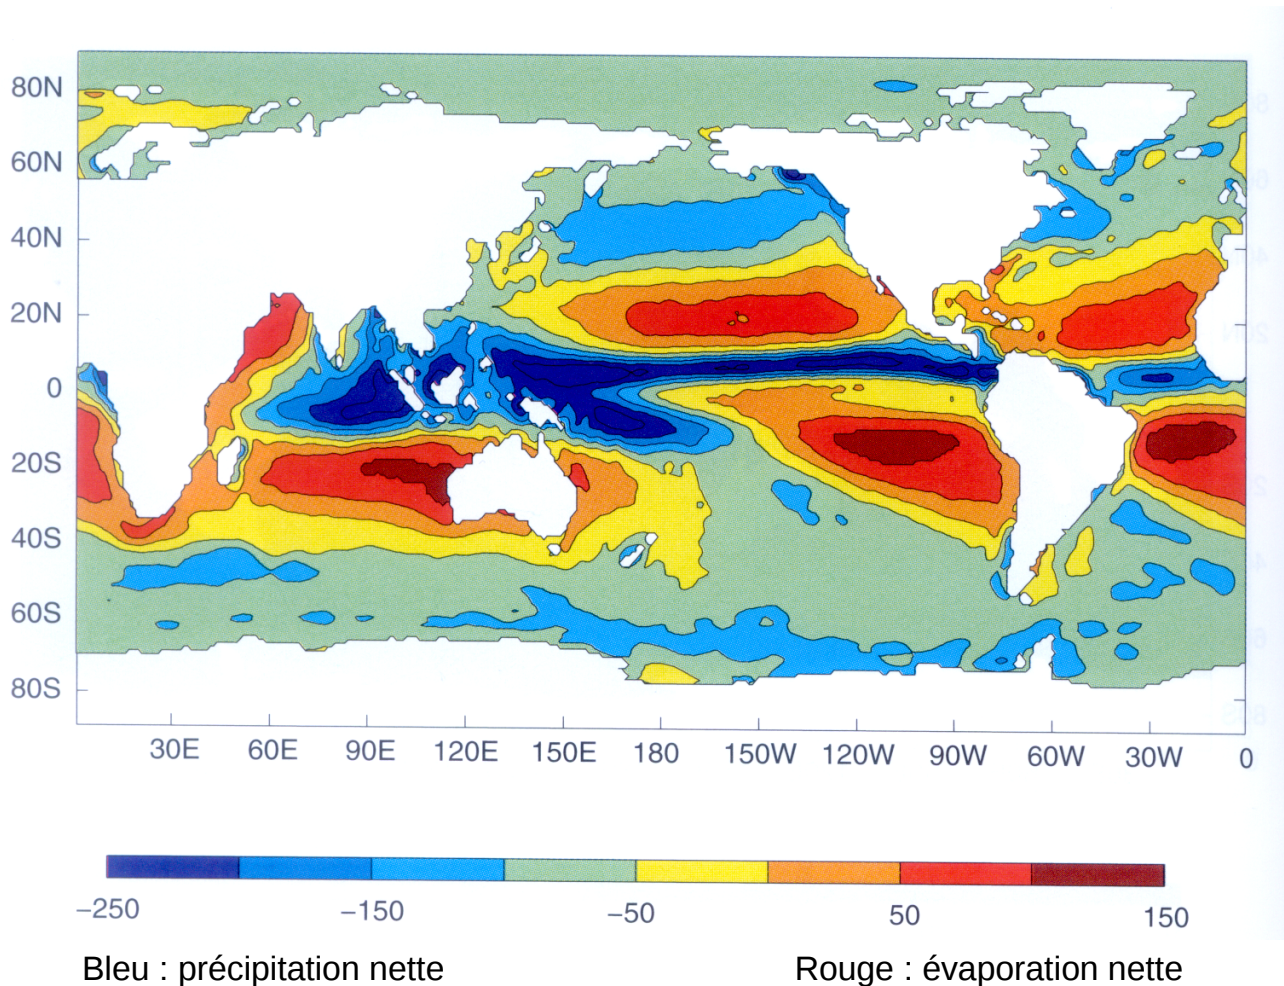 80N
60N
40N
20N
0
20S
40S
60S
80S
30E 60E 90E 120E 150E 180 150W 120W 90W 60W 30W 0
−250 −150 −50 50 150
Bleu : précipitation nette Rouge : évaporation nette